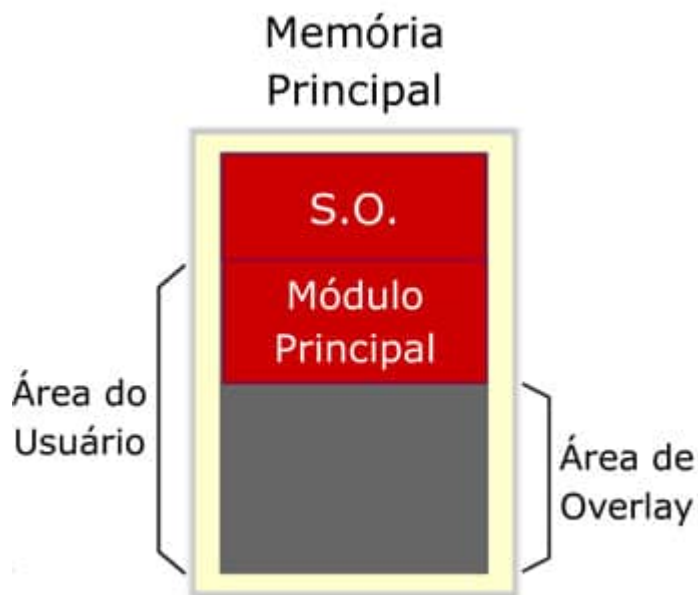 Memória
Principal
S.O.
Módulo
Principal
Área do
Usuário
Área de
Overlay